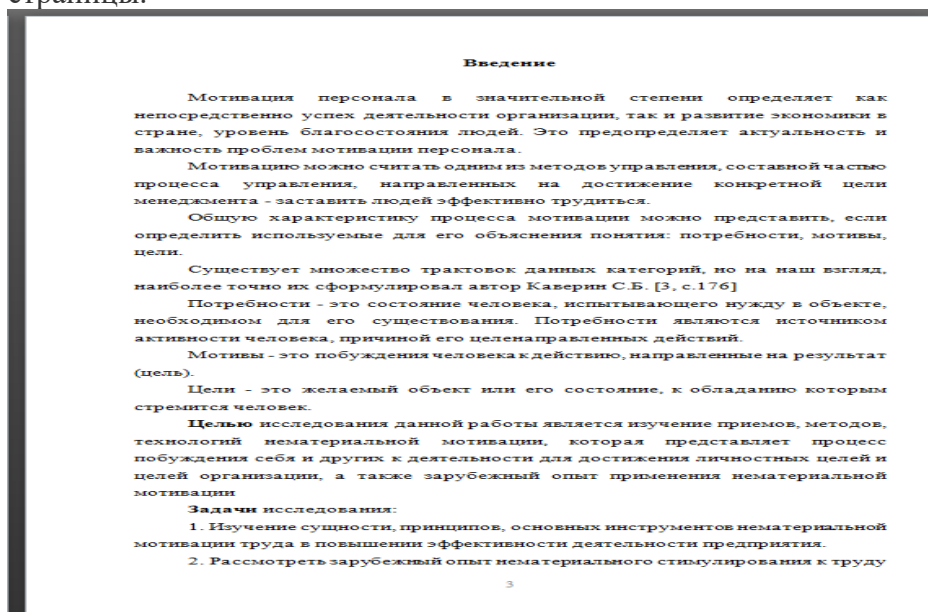 страницы.
Введение
Мотивация персонала в значительной степени определяет как
непосредственно успех деятельности организации, так и развитие экономики в
стране, уровень благосостояния людей. Это предопределяет актуальность и
важность проблем мотивации персонала.
Мотивацию можно считать одним из методов управления, составной частью
процесса управления, направленных на достижение конкретной цели
менеджмента - заставить людей эффективно трудиться.
Общую характеристику процесса мотивации можно представить, если
определить используемые для его объяснения понятия: потребности, мотивы,
цели.
Существует множество трактовок данных категорий, но на наш взгляд,
наиболее точно их сформулировал автор Каверин С.Б. [3, с.176]
Потребности - это состояние человека, испытывающего нужду в объекте,
необходимом для его существования. Потребности являются источником
активности человека, причиной его целенаправленных действий.
Мотивы - это побуждения человека к действию, направленные на результат
(цель).
Цели - это желаемый объект или его состояние, к обладанию которым
стремится человек.
Целью исследования данной работы является изучение приемов, методов,
технологий нематериальной мотивации, которая представляет процесс
побуждения себя и других к деятельности для достижения личностных целей и
целей организации, а также зарубежный опыт применения нематериальной
мотивации
Задачи исследования:
1. Изучение сущности, принципов, основных инструментов нематериальной
мотивации труда в повышении эффективности деятельности предприятия.
2. Рассмотреть зарубежный опыт нематериального стимулирования к труду
3